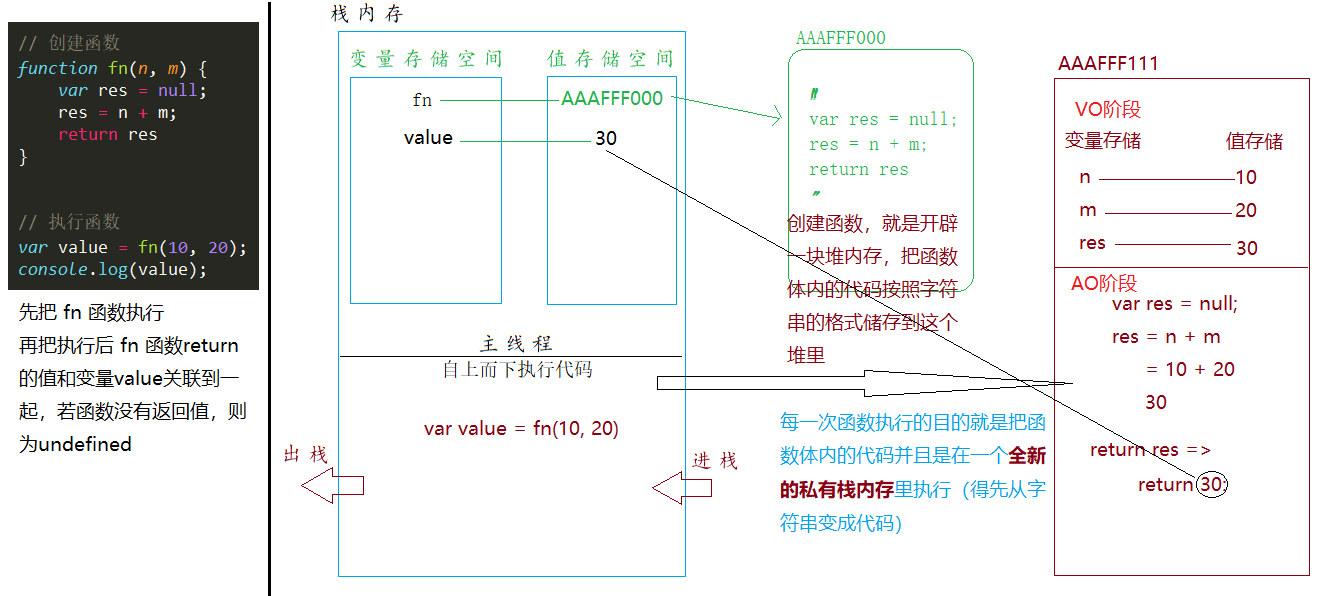 // 创建函数
function fn(n, m) {
var res = null;
res = n + m;
return res
}
// 执行函数
var value = fn(10, 20);
console.log(value);
先把 fn 函数执行
再把执行后 fn 函数return
的值和变量value关联到一
起，若函数没有返回值，则
为undefined
栈内存
变量存储空间
值存储空间
fn
AAAFFF000
value
30
主线程
自上而下执行代码
var value = fn(10, 20)
出栈
进栈
AAAFFF000
"
var res = null;
res = n + m;
return res
"
创建函数，就是开辟
一块堆内存，把函数
体内的代码按照字符
串的格式储存到这个
堆里
每一次函数执行的目的就是把函
数体内的代码并且是在一个全新
的私有栈内存里执行（得先从字
符串变成代码）
AAAFFF111
VO阶段
变量存储
值存储
n
10
m
20
res
30
AO阶段
var res = null;
res = n + m
= 10 + 20
30
return res =>
return 30;